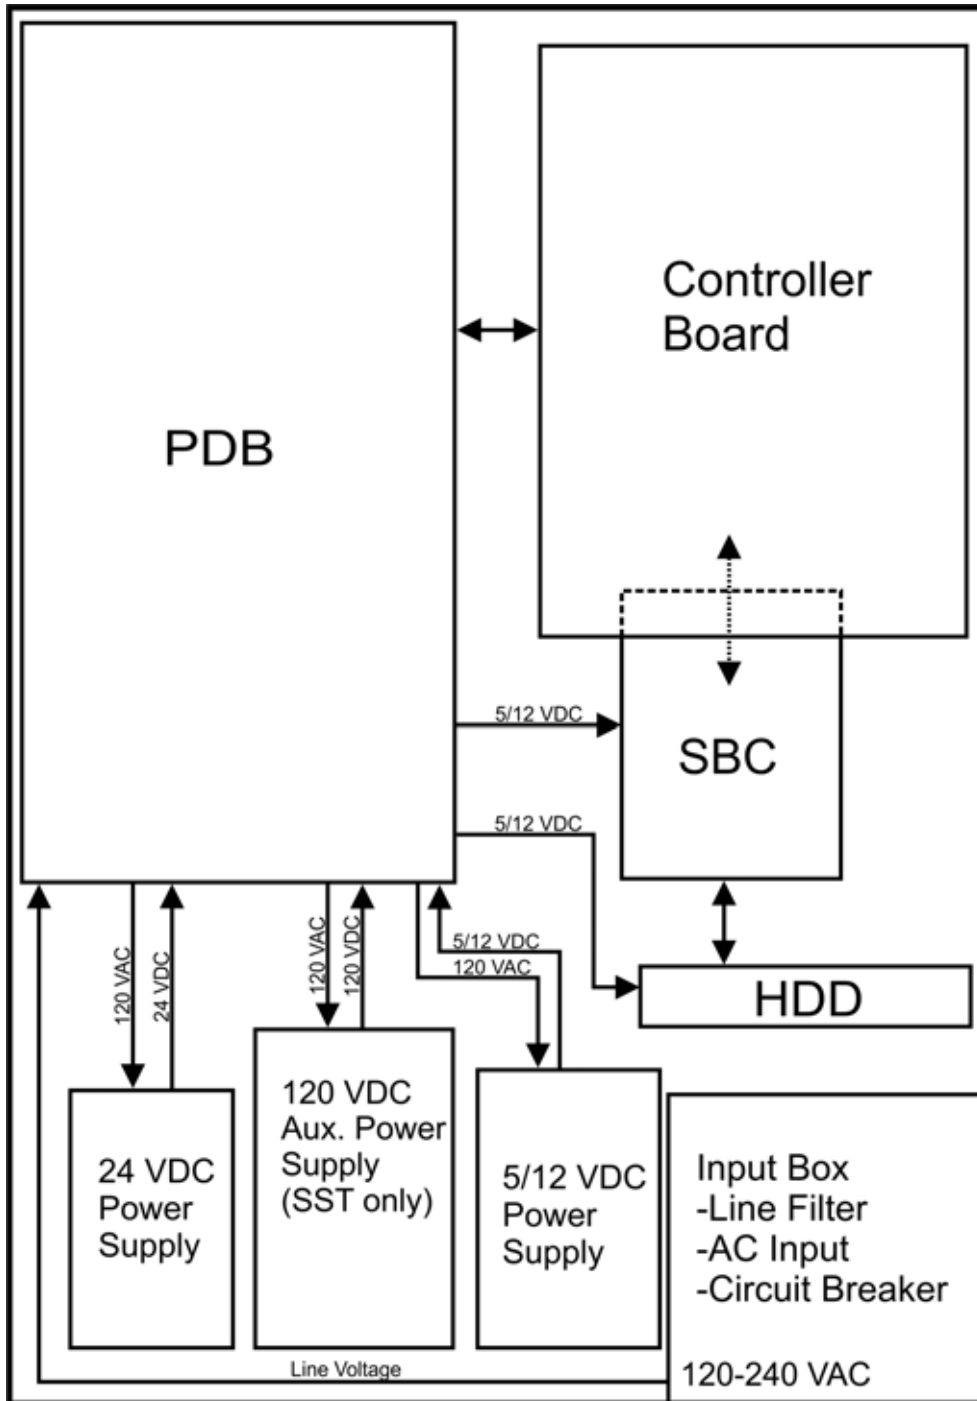 PDB
Controller
Board
5/12 VDC
SBC
5/12 VDC
HDD
120 VAC
24 VDC
120 VAC
120 VDC
5/12 VDC
120 VAC
24 VDC
Power
Supply
120 VDC
Aux. Power
Supply
(SST only)
5/12 VDC
Power
Supply
Input Box
-Line Filter
-AC Input
-Circuit Breaker
120-240 VAC
Line Voltage